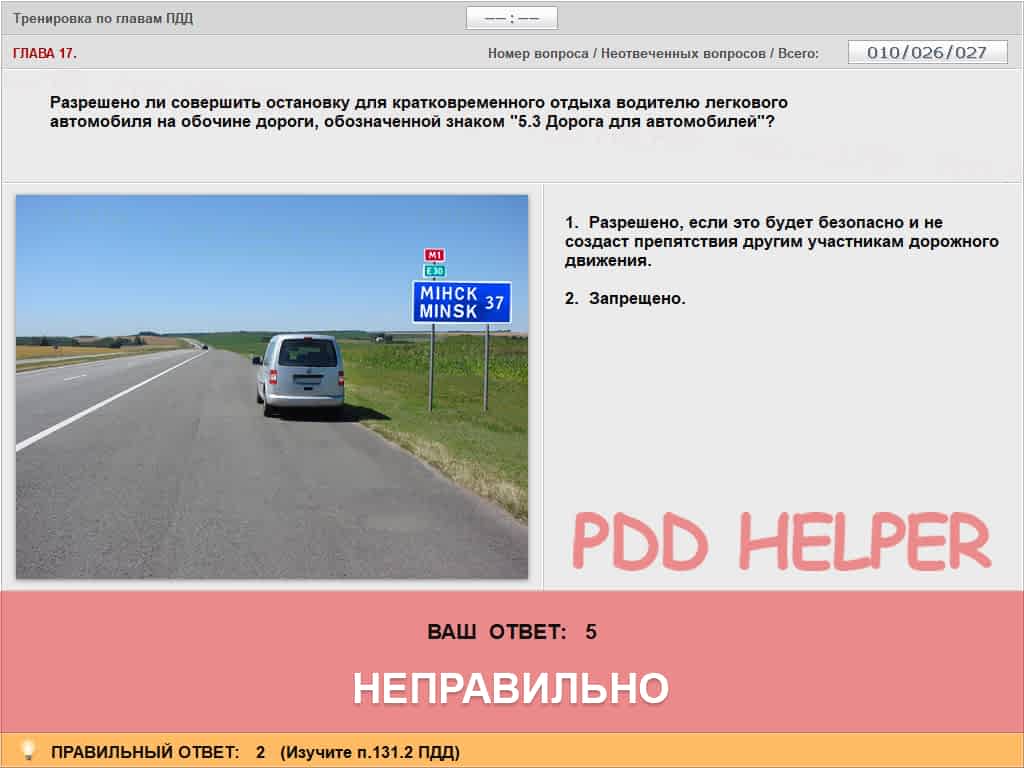 Тренировка по главам ПДД
—— : ——
ГЛАВА 17.
Номер вопроса / Неотвеченных вопросов / Всего:
010/026/027
Разрешено ли совершить остановку для кратковременного отдыха водителю легкового
автомобиля на обочине дороги, обозначенной знаком "5.3 Дорога для автомобилей"?
M1
E30
МІНСК
MINSK
37
1. Разрешено, если это будет безопасно и не
создаст препятствия другим участникам дорожного
движения.
2. Запрещено.
PDD HELPER
ВАШ ОТВЕТ: 5
НЕПРАВИЛЬНО
ПРАВИЛЬНЫЙ ОТВЕТ: 2 (Изучите п.131.2 ПДД)